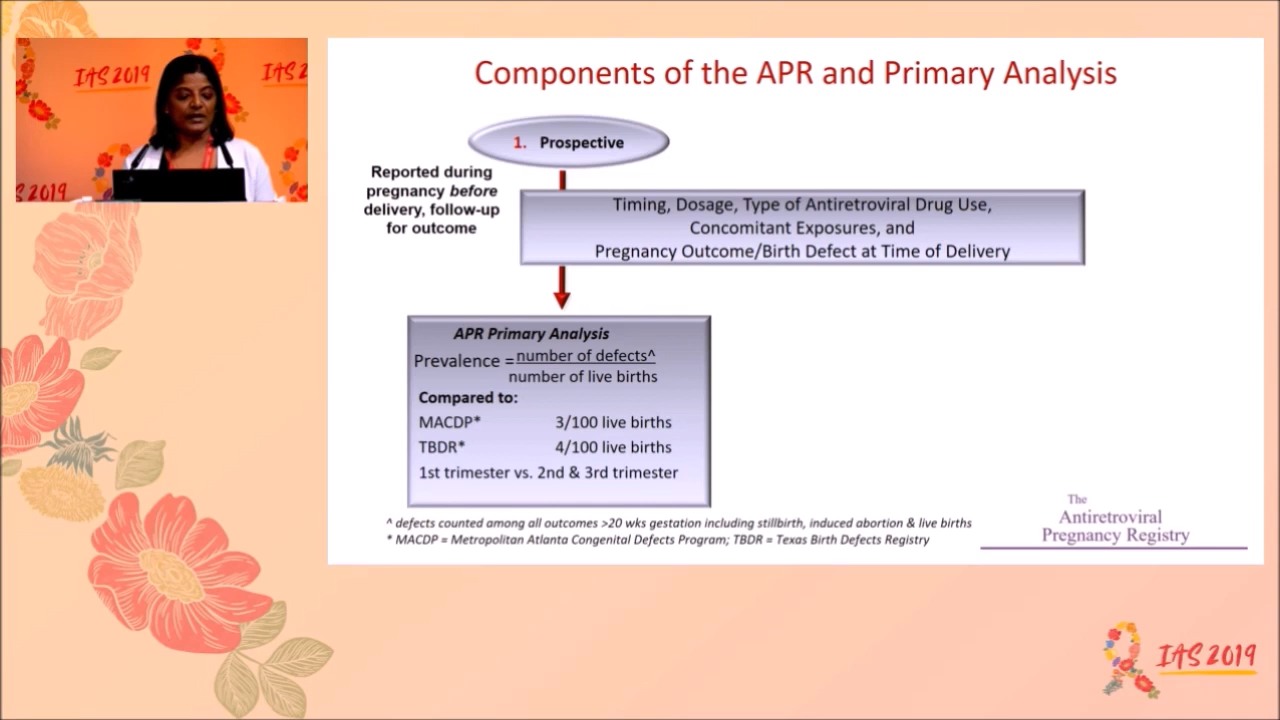 IAS 2019
IAS 2
S 2019
Components of the APR and Primary Analysis
1. Prospective
Reported during
pregnancy before
delivery, follow-up
for outcome
Timing, Dosage, Type of Antiretroviral Drug Use,
Concomitant Exposures, and
Pregnancy Outcome/Birth Defect at Time of Delivery
APR Primary Analysis
Prevalence = number of defects^
number of live births
Compared to:
MACDP* 3/100 live births
TBDR* 4/100 live births
1st trimester vs. 2nd & 3rd trimester
^ defects counted among all outcomes >20 wks gestation including stillbirth, induced abortion & live births
* MACDP = Metropolitan Atlanta Congenital Defects Program; TBDR = Texas Birth Defects Registry
The
Antiretroviral
Pregnancy Registry
IAS 2019